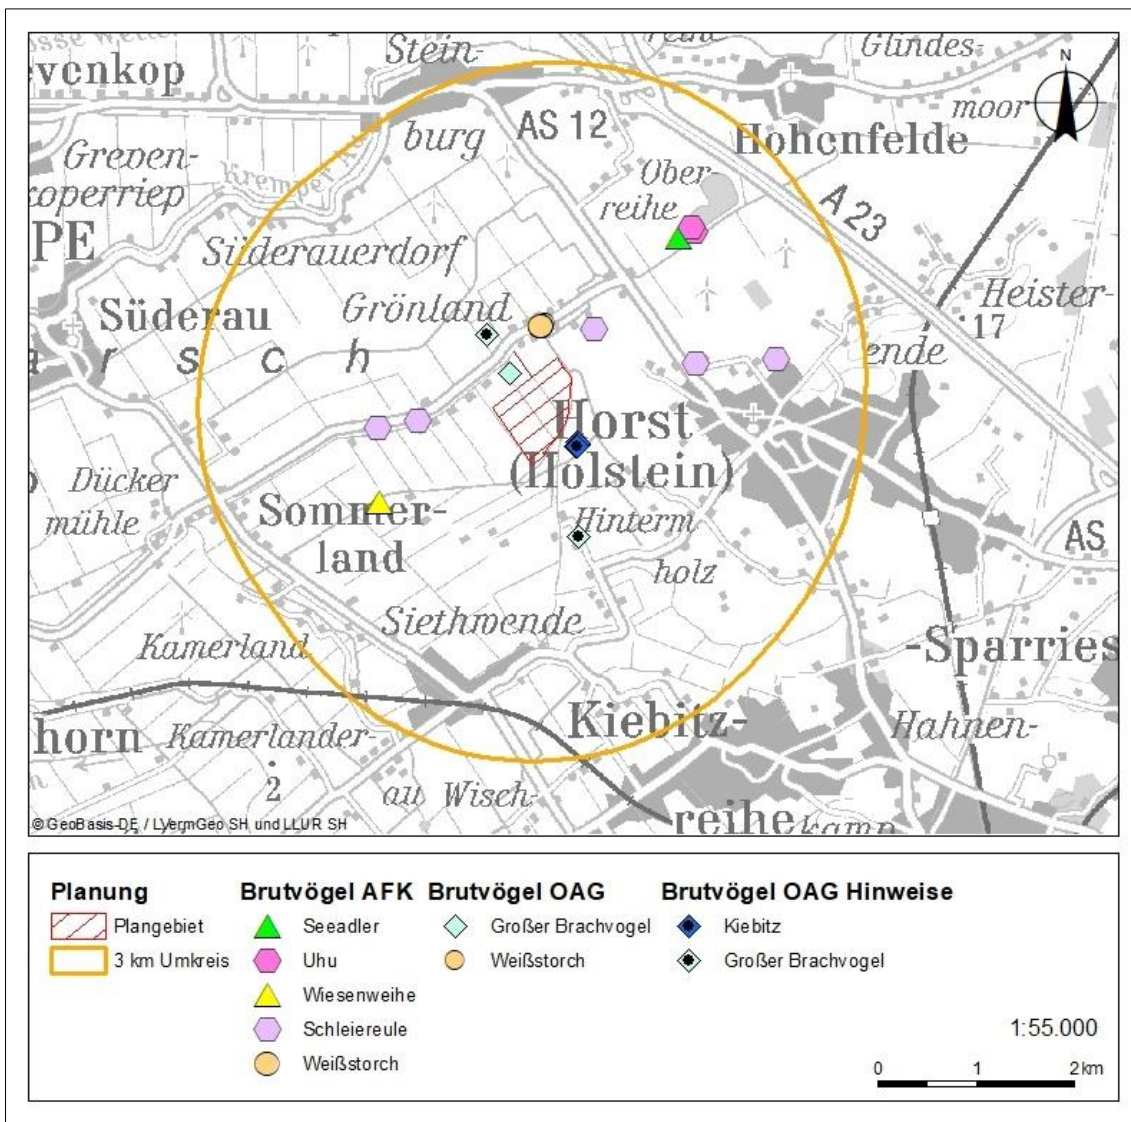 Stein-
Glindes-
evenkop
burg
AS 12
moor
N
Hohenfelde
Greven-
koperriep
Kremper
Ober-
reihe
A 23
PE
Süderauerdorf
Grönland
Heister-
Süderau
17
ende
r s c h
Horst
(Holstein)
Dücker
mühle
Sommer-
land
Hinterm
holz
AS
Siethwende
Kamerland
-Sparries
Kiebitz-
horn
Kamerlander-
Hahnen-
2
au Wisch-
reihe
kamp
© GeoBasis-DE / LVermGeo SH und LLUR SH
Planung
Plangebiet
3 km Umkreis
Brutvögel AFK
Seeadler
Uhu
Wiesenweihe
Schleiereule
Weißstorch
Brutvögel OAG
Großer Brachvogel
Weißstorch
Brutvögel OAG Hinweise
Kiebitz
Großer Brachvogel
1:55.000
0 1 2 km